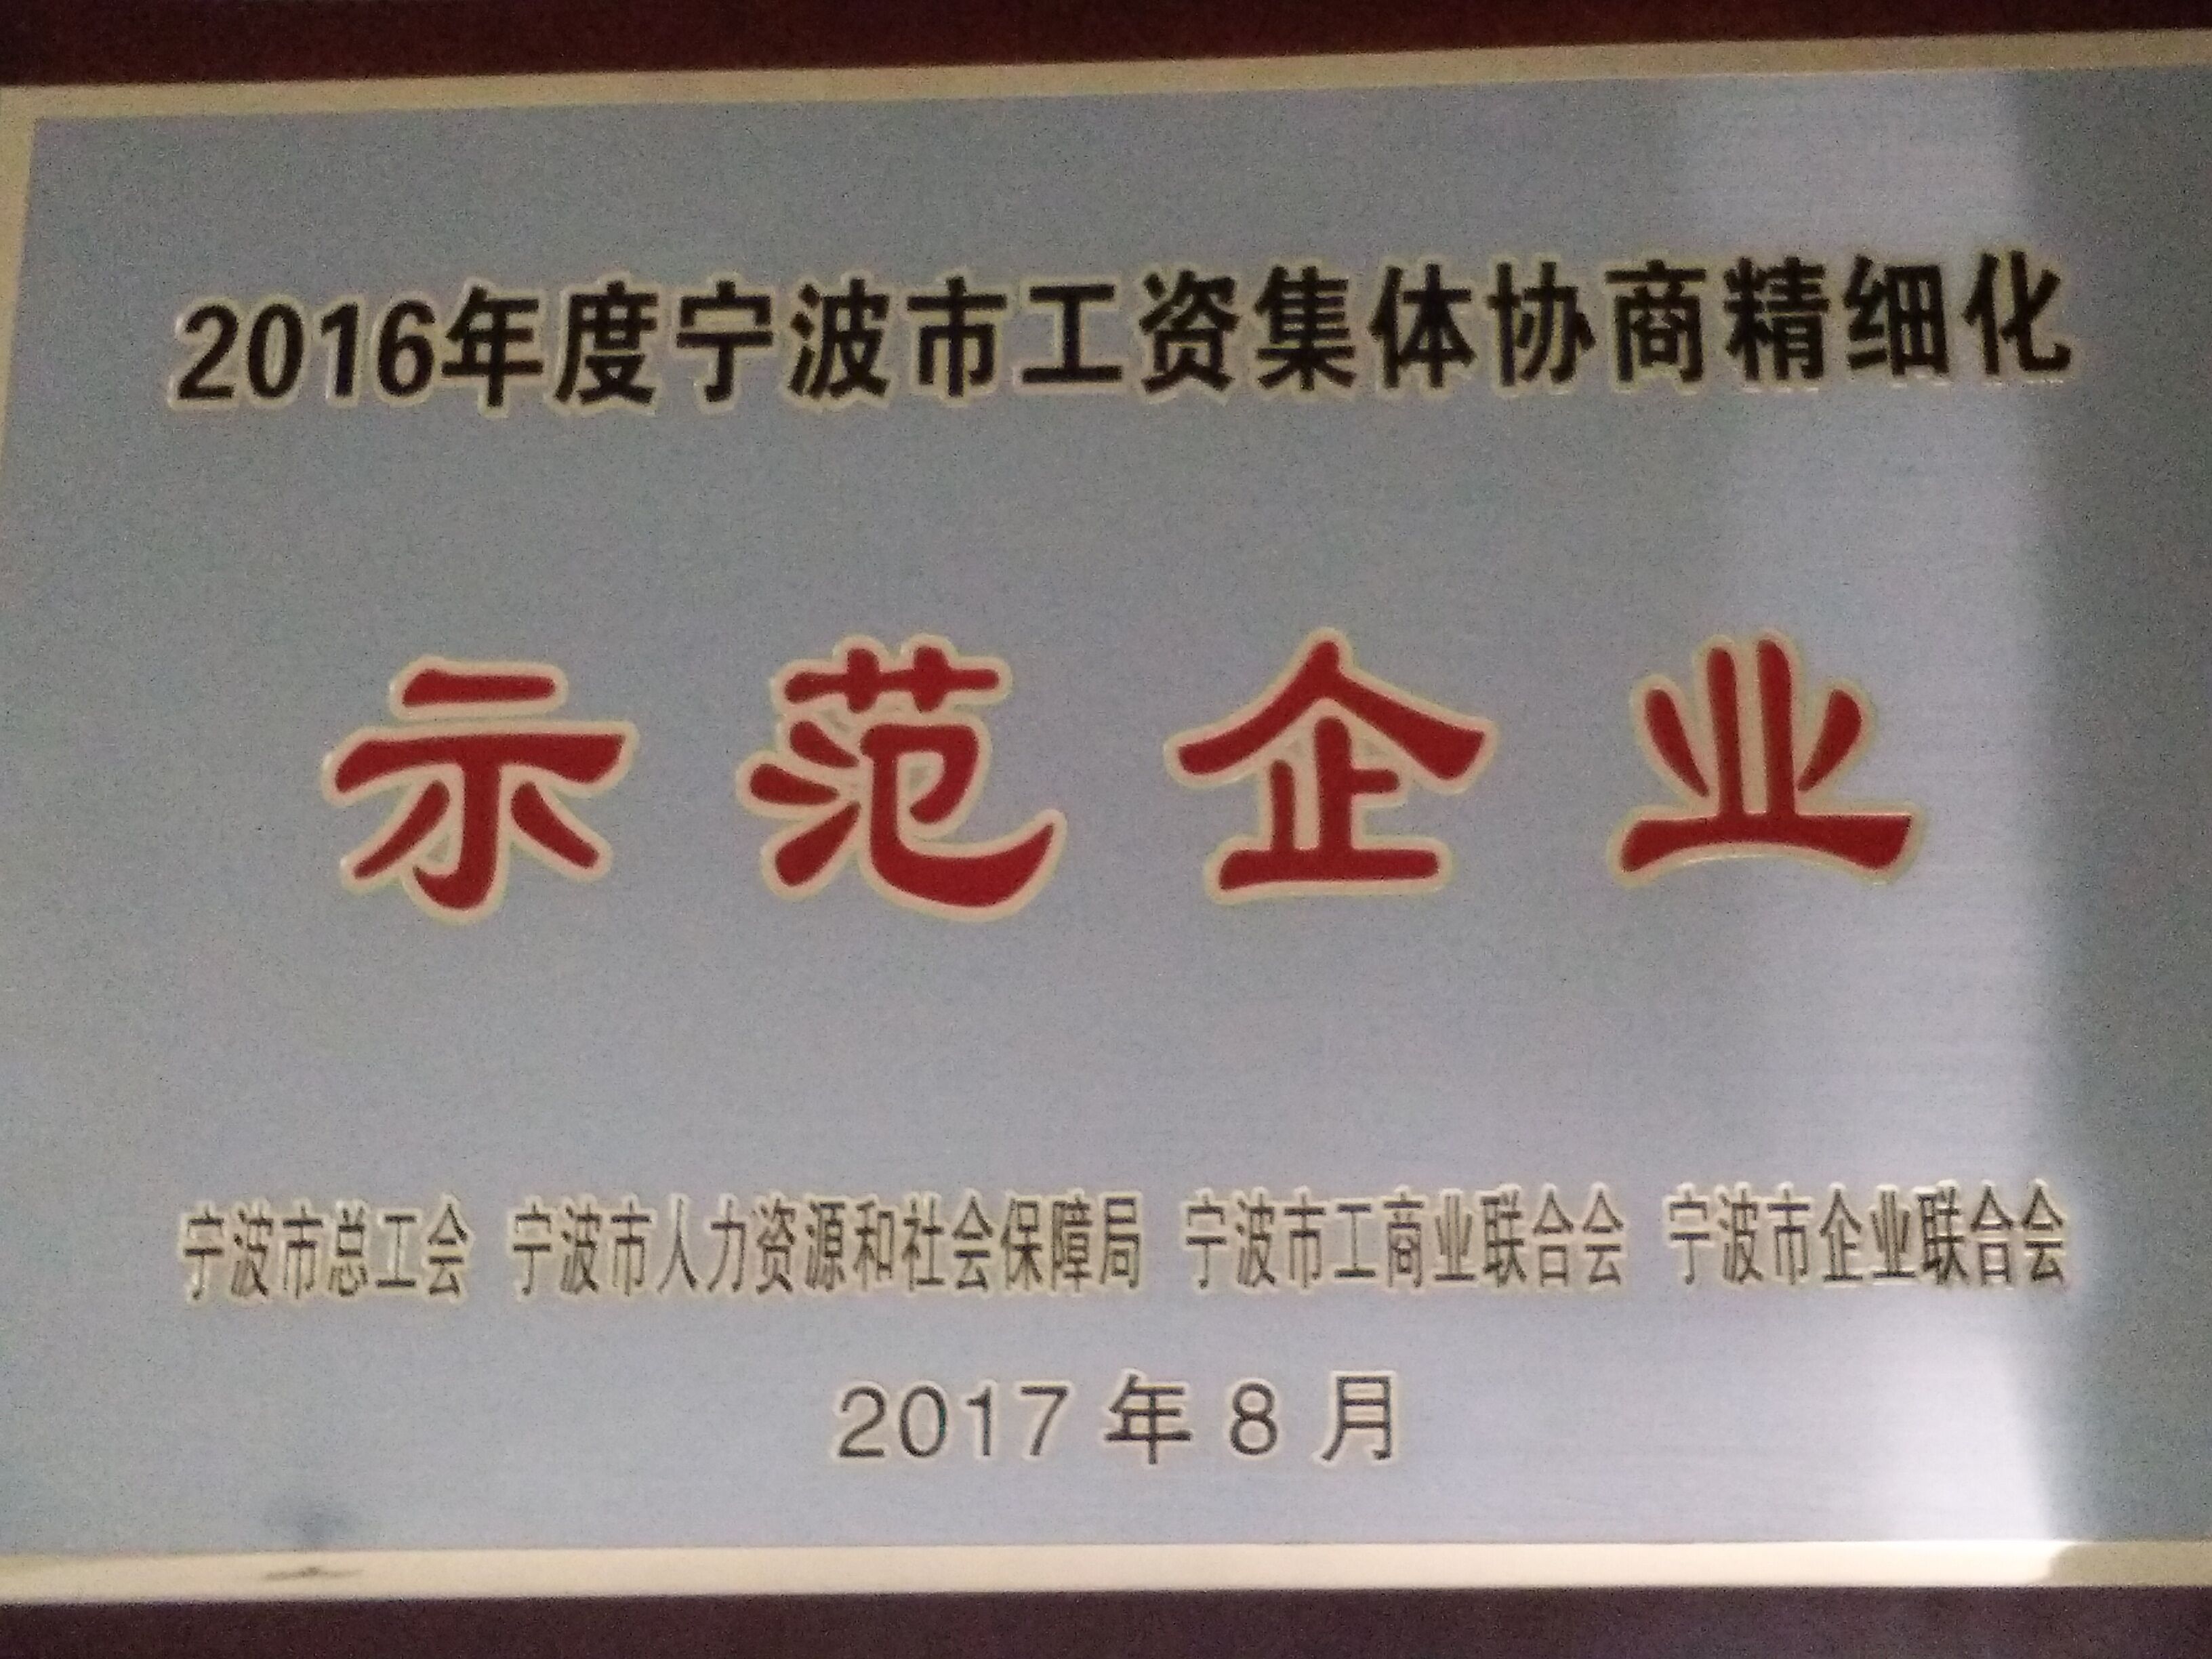 2016年度宁波市工资集体协商精细化
示范企业
宁波市总工会 宁波市人力资源和社会保障局 宁波市工商业联合会 宁波市企业联合会
2017年8月